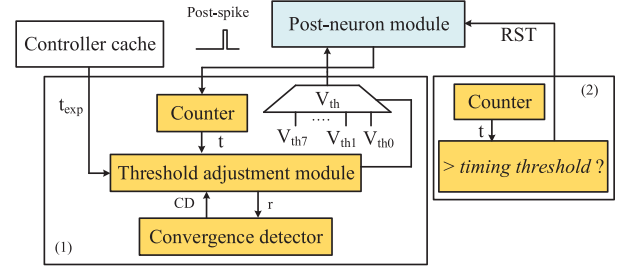 Post-spike
Post-neuron module
RST
Controller cache
t_exp
Counter
t
V_th
V_th7 .... V_th1 V_th0
Threshold adjustment module
CD
r
Convergence detector
(1)
(2)
Counter
t
> timing threshold ?